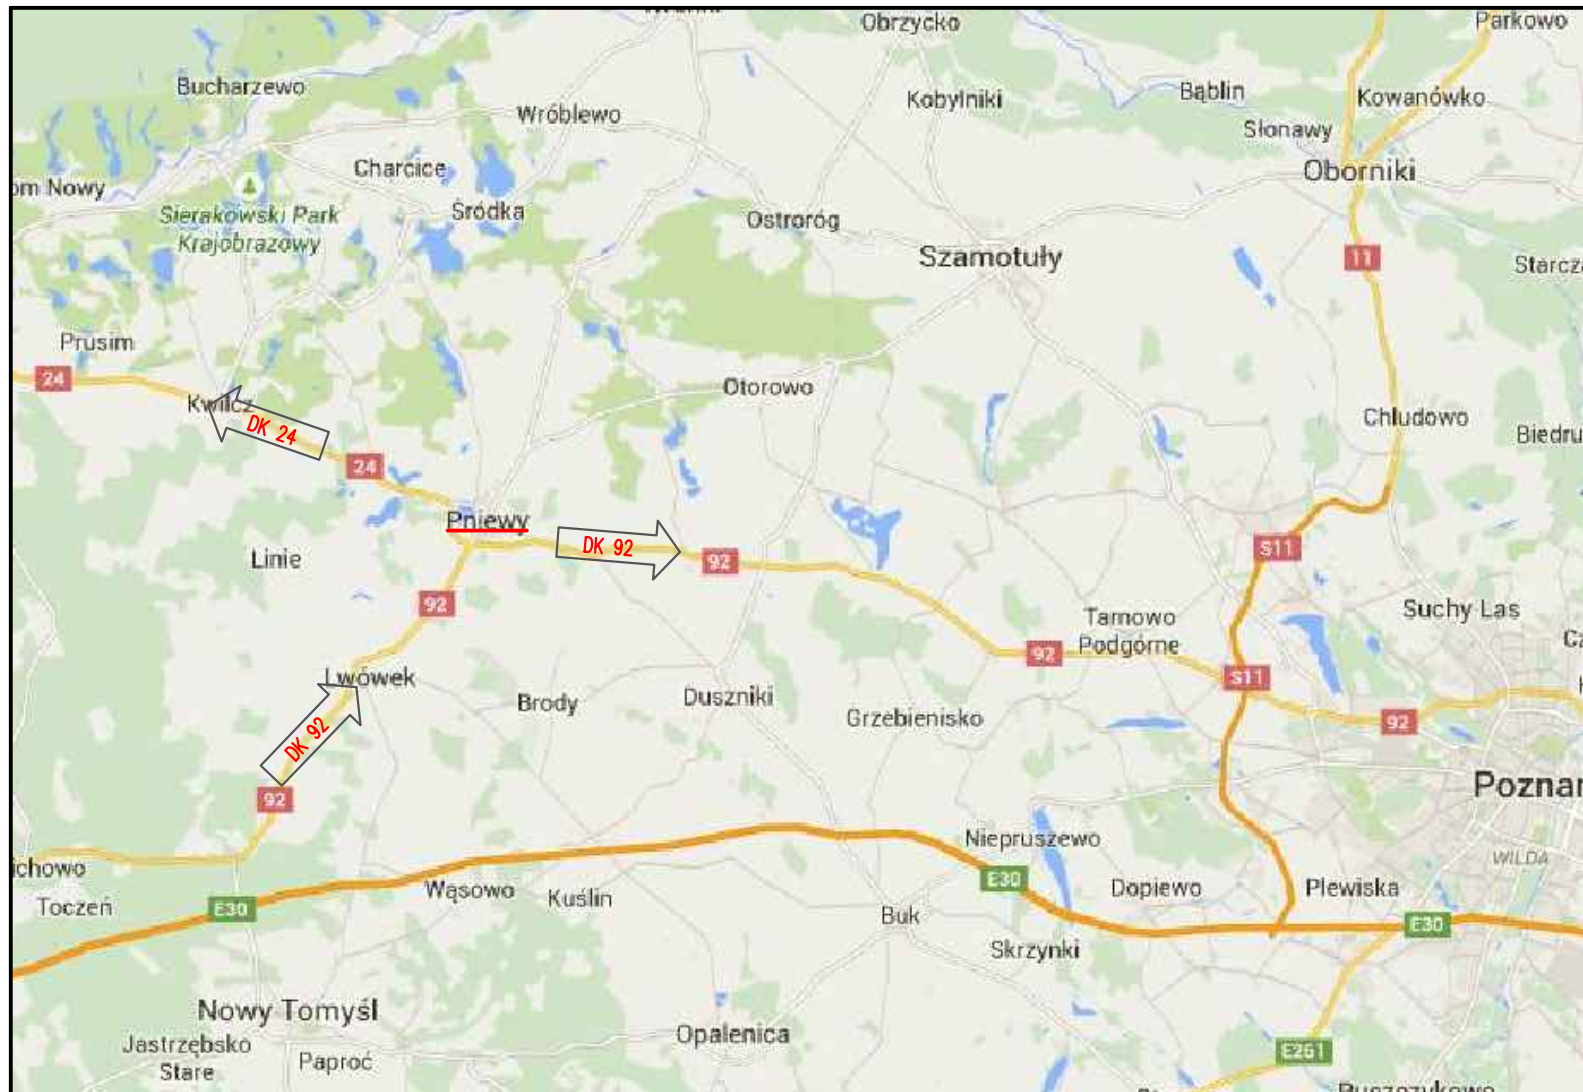 Obrzycko
Parkowo
Bucharzewo
Wróblewo
Kobylniki
Bąblin
Kowanówko
Słonawy
Charcice
Oborniki
om Nowy
Sierakowski Park
Krajobrazowy
Śródka
Ostroróg
Szamotuły
11
Starcza
Prusim
24
Kwilcz
DK 24
Otorowo
Chludowo
Biedru
24
Pniewy
DK 92
92
S11
Linie
92
Tarnowo
Podgórne
Suchy Las
92
S11
Lwówek
Brody
Duszniki
Grzebienisko
92
DK 92
92
Poznań
Niepruszewo
ichowo
Toczeń
E30
Wąsowo
Kuślin
E30
Dopiewo
Plewiska
WILDA
Buk
E30
Skrzynki
Nowy Tomyśl
Opalenica
Jastrzębsko
Stare
Paproć
E261